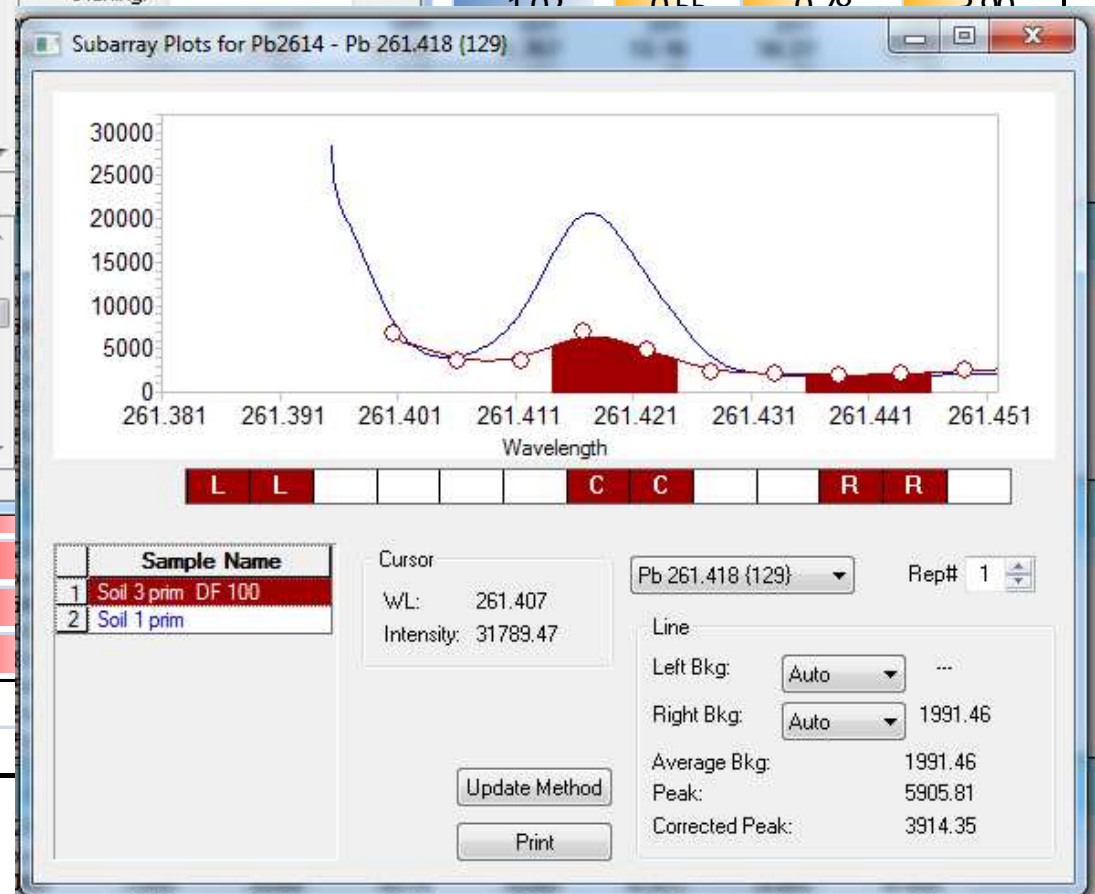 Subarray Plots for Pb2614 - Pb 261.418 {129}
30000
25000
20000
15000
10000
5000
0
261.381 261.391 261.401 261.411 261.421 261.431 261.441 261.451
Wavelength
L L C C R R
Sample Name
1 Soil 3 prim DF 100
2 Soil 1 prim
Cursor
WL: 261.407
Intensity: 31789.47
Update Method
Print
Pb 261.418 {129}
Rep# 1
Line
Left Bkg: Auto ---
Right Bkg: Auto 1991.46
Average Bkg: 1991.46
Peak: 5905.81
Corrected Peak: 3914.35